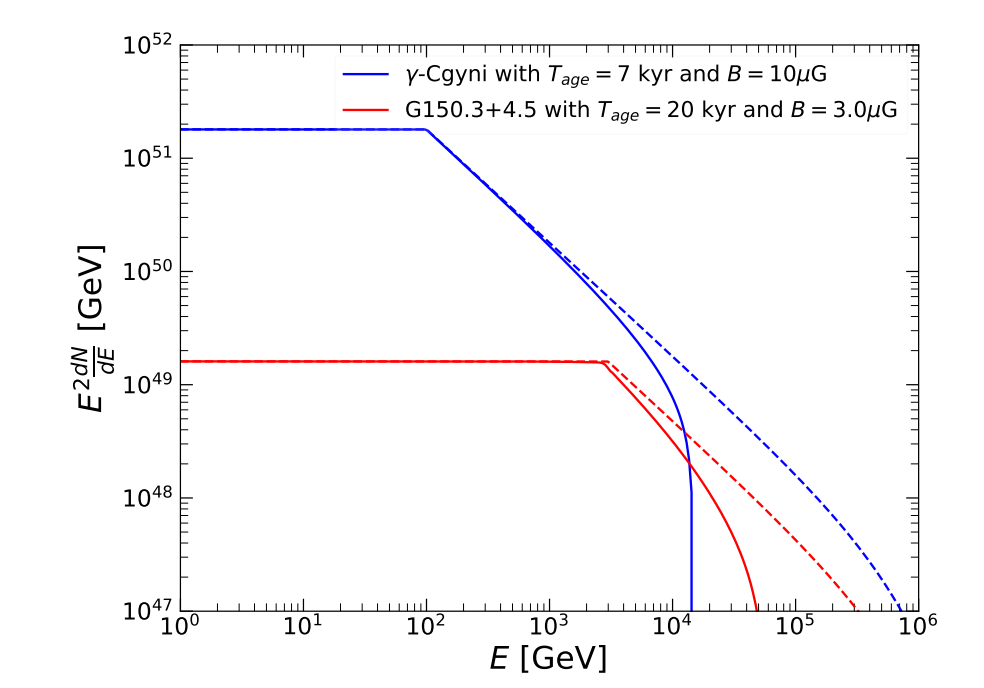 γ-Cgyni with T_age = 7 kyr and B = 10μG
G150.3+4.5 with T_age = 20 kyr and B = 3.0μG
10^52
10^51
10^50
10^49
10^48
10^47
E^2 dN/dE [GeV]
10^0 10^1 10^2 10^3 10^4 10^5 10^6
E [GeV]